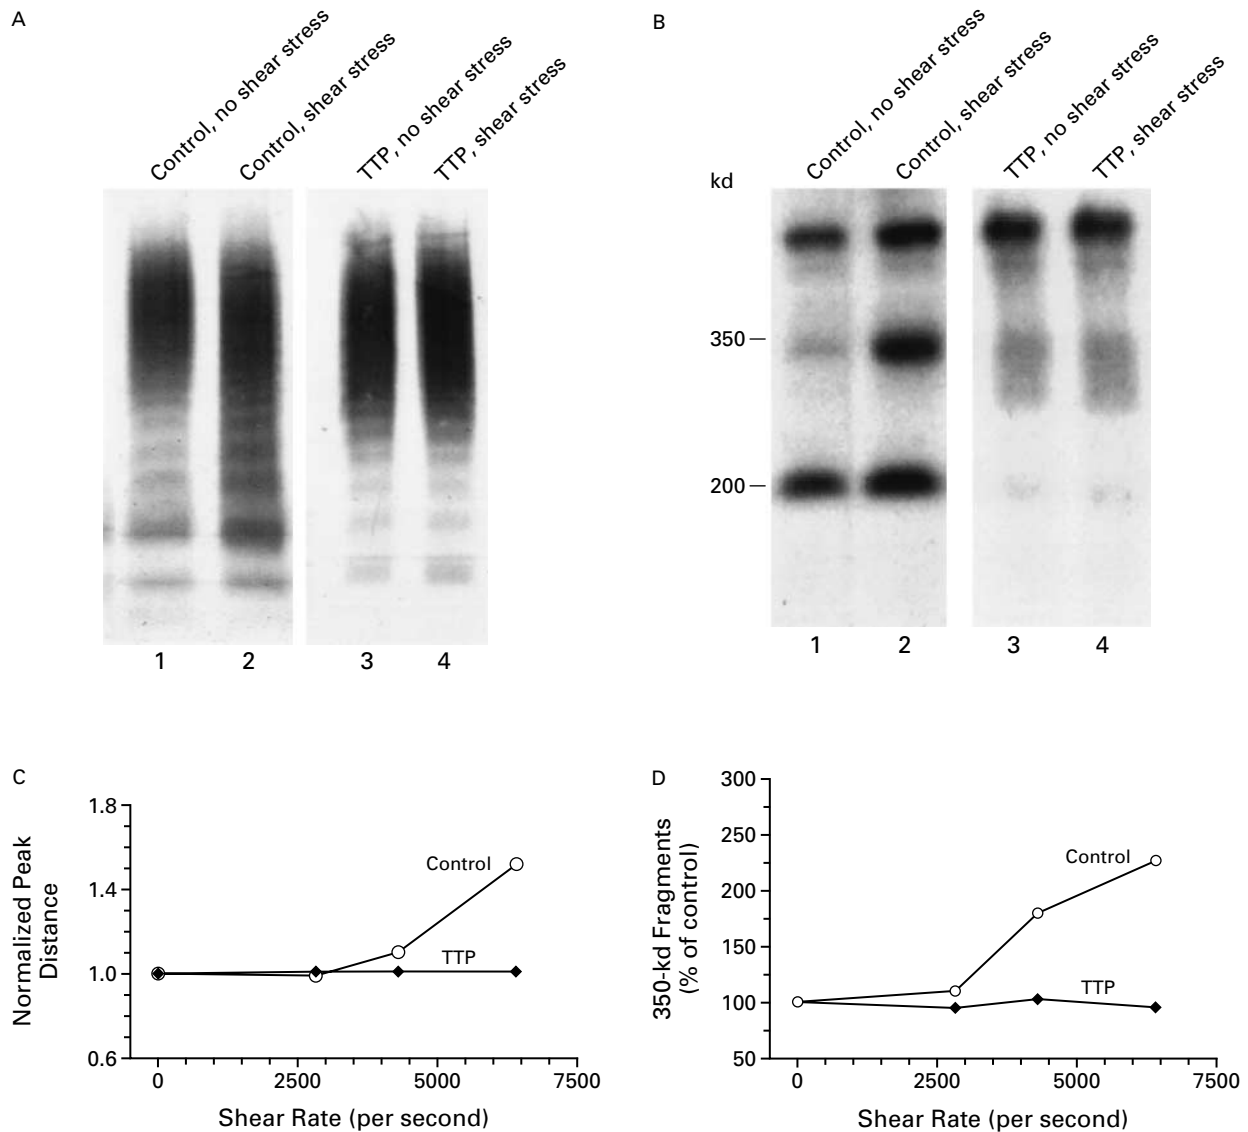 A
Control, no shear stress
Control, shear stress
TTP, no shear stress
TTP, shear stress
1
2
3
4
B
Control, no shear stress
Control, shear stress
TTP, no shear stress
TTP, shear stress
kd
350
200
1
2
3
4
C
Normalized Peak
Distance
1.8
1.4
1.0
0.6
Control
TTP
0
2500
5000
7500
Shear Rate (per second)
D
350-kd Fragments
(% of control)
300
250
200
150
100
50
Control
TTP
0
2500
5000
7500
Shear Rate (per second)